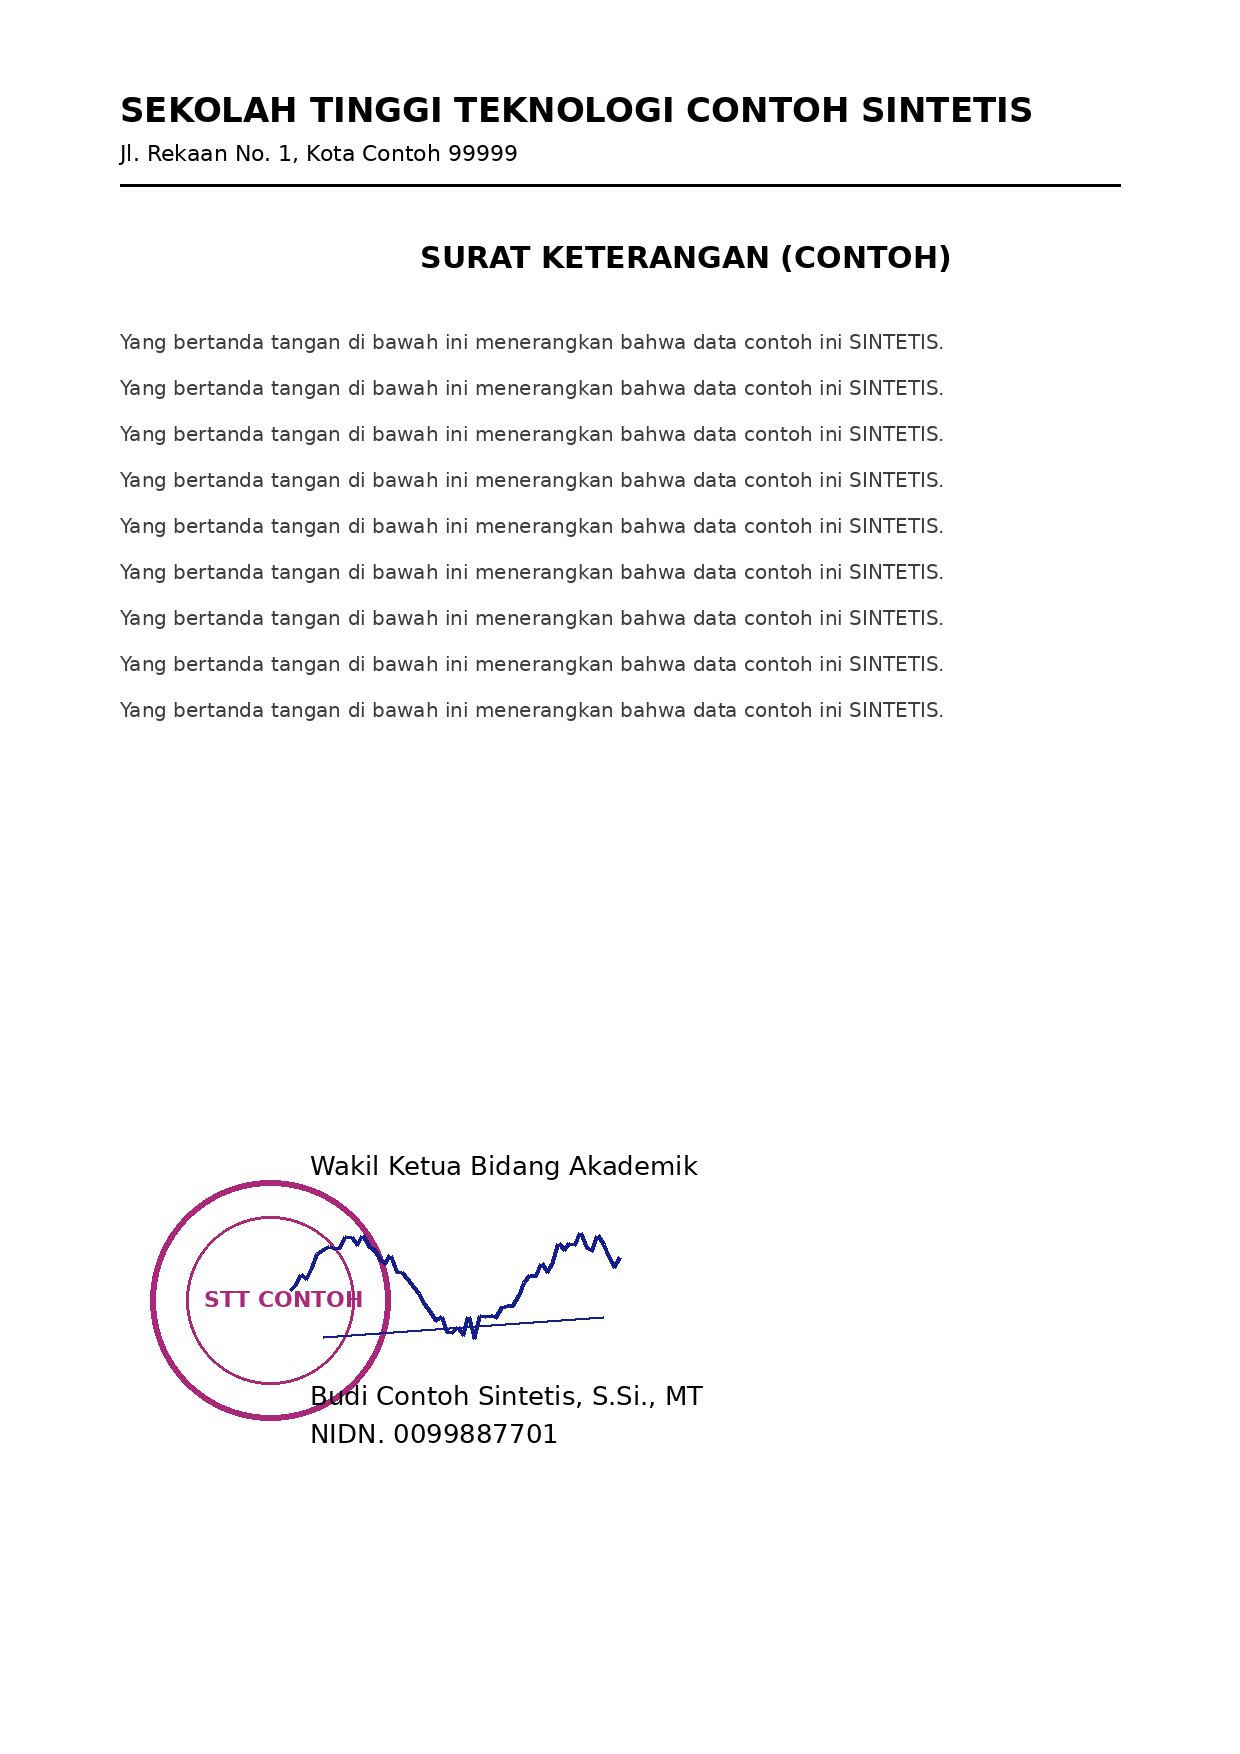 SEKOLAH TINGGI TEKNOLOGI CONTOH SINTETIS
Jl. Rekaan No. 1, Kota Contoh 99999
SURAT KETERANGAN (CONTOH)
Yang bertanda tangan di bawah ini menerangkan bahwa data contoh ini SINTETIS.
Yang bertanda tangan di bawah ini menerangkan bahwa data contoh ini SINTETIS.
Yang bertanda tangan di bawah ini menerangkan bahwa data contoh ini SINTETIS.
Yang bertanda tangan di bawah ini menerangkan bahwa data contoh ini SINTETIS.
Yang bertanda tangan di bawah ini menerangkan bahwa data contoh ini SINTETIS.
Yang bertanda tangan di bawah ini menerangkan bahwa data contoh ini SINTETIS.
Yang bertanda tangan di bawah ini menerangkan bahwa data contoh ini SINTETIS.
Yang bertanda tangan di bawah ini menerangkan bahwa data contoh ini SINTETIS.
Yang bertanda tangan di bawah ini menerangkan bahwa data contoh ini SINTETIS.
Wakil Ketua Bidang Akademik
STT CONTOH
Budi Contoh Sintetis, S.Si., MT
NIDN. 0099887701